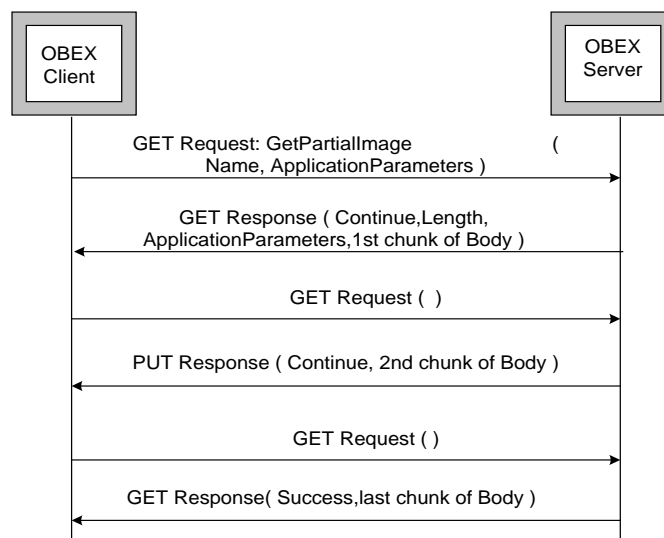 OBEX
Client
OBEX
Server
GET Request: GetPartialImage (
Name, ApplicationParameters )
GET Response ( Continue,Length,
ApplicationParameters,1st chunk of Body )
GET Request ( )
PUT Response ( Continue, 2nd chunk of Body )
GET Request ( )
GET Response( Success,last chunk of Body )